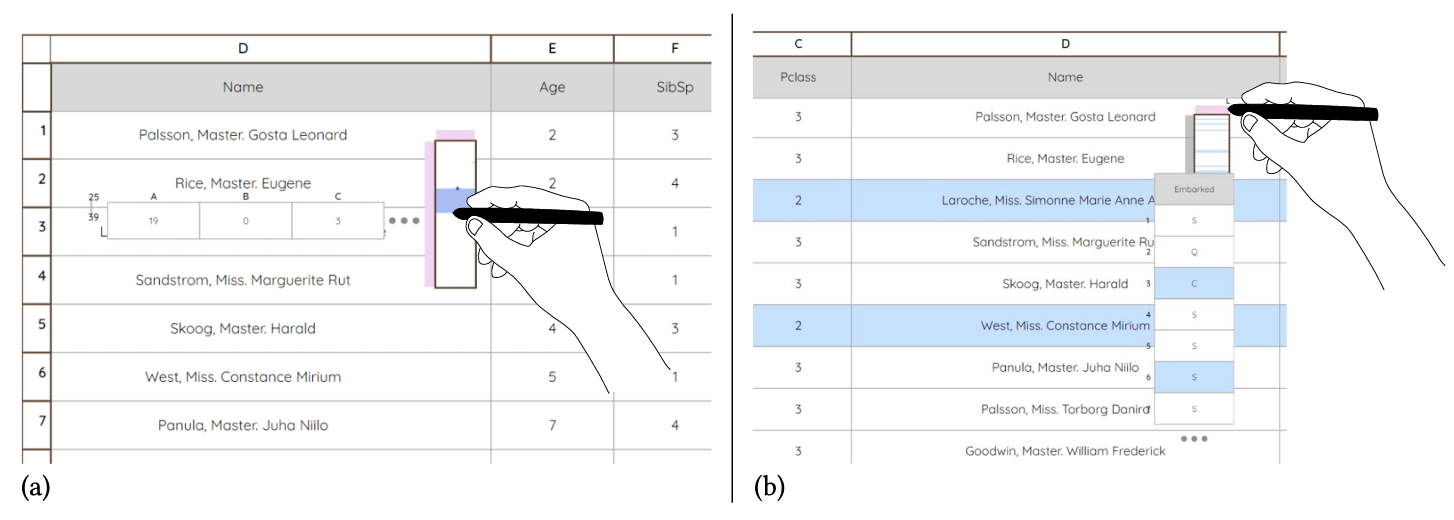 D E F
Name Age SibSp
1 Palsson, Master. Gosta Leonard 2 3
2 Rice, Master. Eugene 2 4
25 A B C
39 19 0 3
3 1
4 Sandstrom, Miss. Marguerite Rut 1
5 Skoog, Master. Harald 4 3
6 West, Miss. Constance Mirium 5 1
7 Panula, Master. Juha Niilo 7 4
(a)
C D
Pclass Name
3 Palsson, Master. Gosta Leonard
3 Rice, Master. Eugene
Embarked
2 Laroche, Miss. Simonne Marie Anne A
1 S
3 Sandstrom, Miss. Marguerite Ru
2 Q
3 Skoog, Master. Harald 3 C
4 S
2 West, Miss. Constance Mirium
5 S
3 Panula, Master. Juha Niilo
6 S
3 Palsson, Miss. Torborg Danira
S
3 Goodwin, Master. William Frederick
(b)